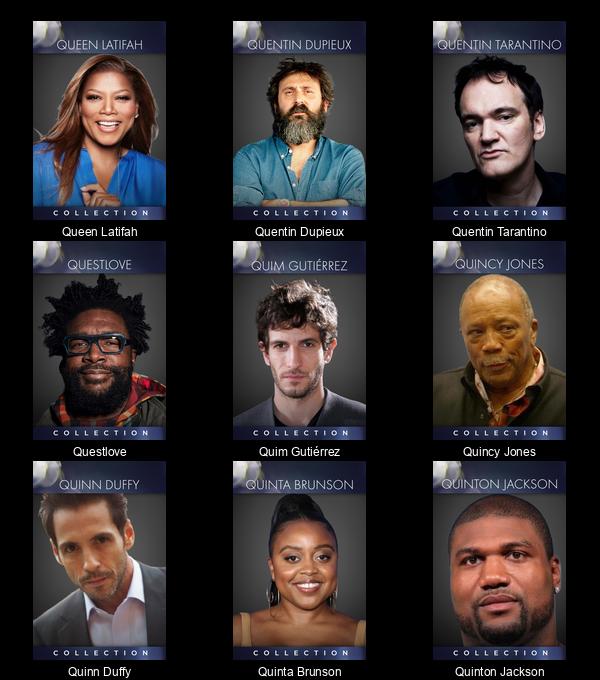 QUEEN LATIFAH
QUENTIN DUPIEUX
QUENTIN TARANTINO
COLLECTION
COLLECTION
COLLECTION
Queen Latifah
Quentin Dupieux
Quentin Tarantino
QUESTLOVE
QUIM GUTIÉRREZ
QUINCY JONES
COLLECTION
COLLECTION
COLLECTION
Questlove
Quim Gutiérrez
Quincy Jones
QUINN DUFFY
QUINTA BRUNSON
QUINTON JACKSON
COLLECTION
COLLECTION
COLLECTION
Quinn Duffy
Quinta Brunson
Quinton Jackson